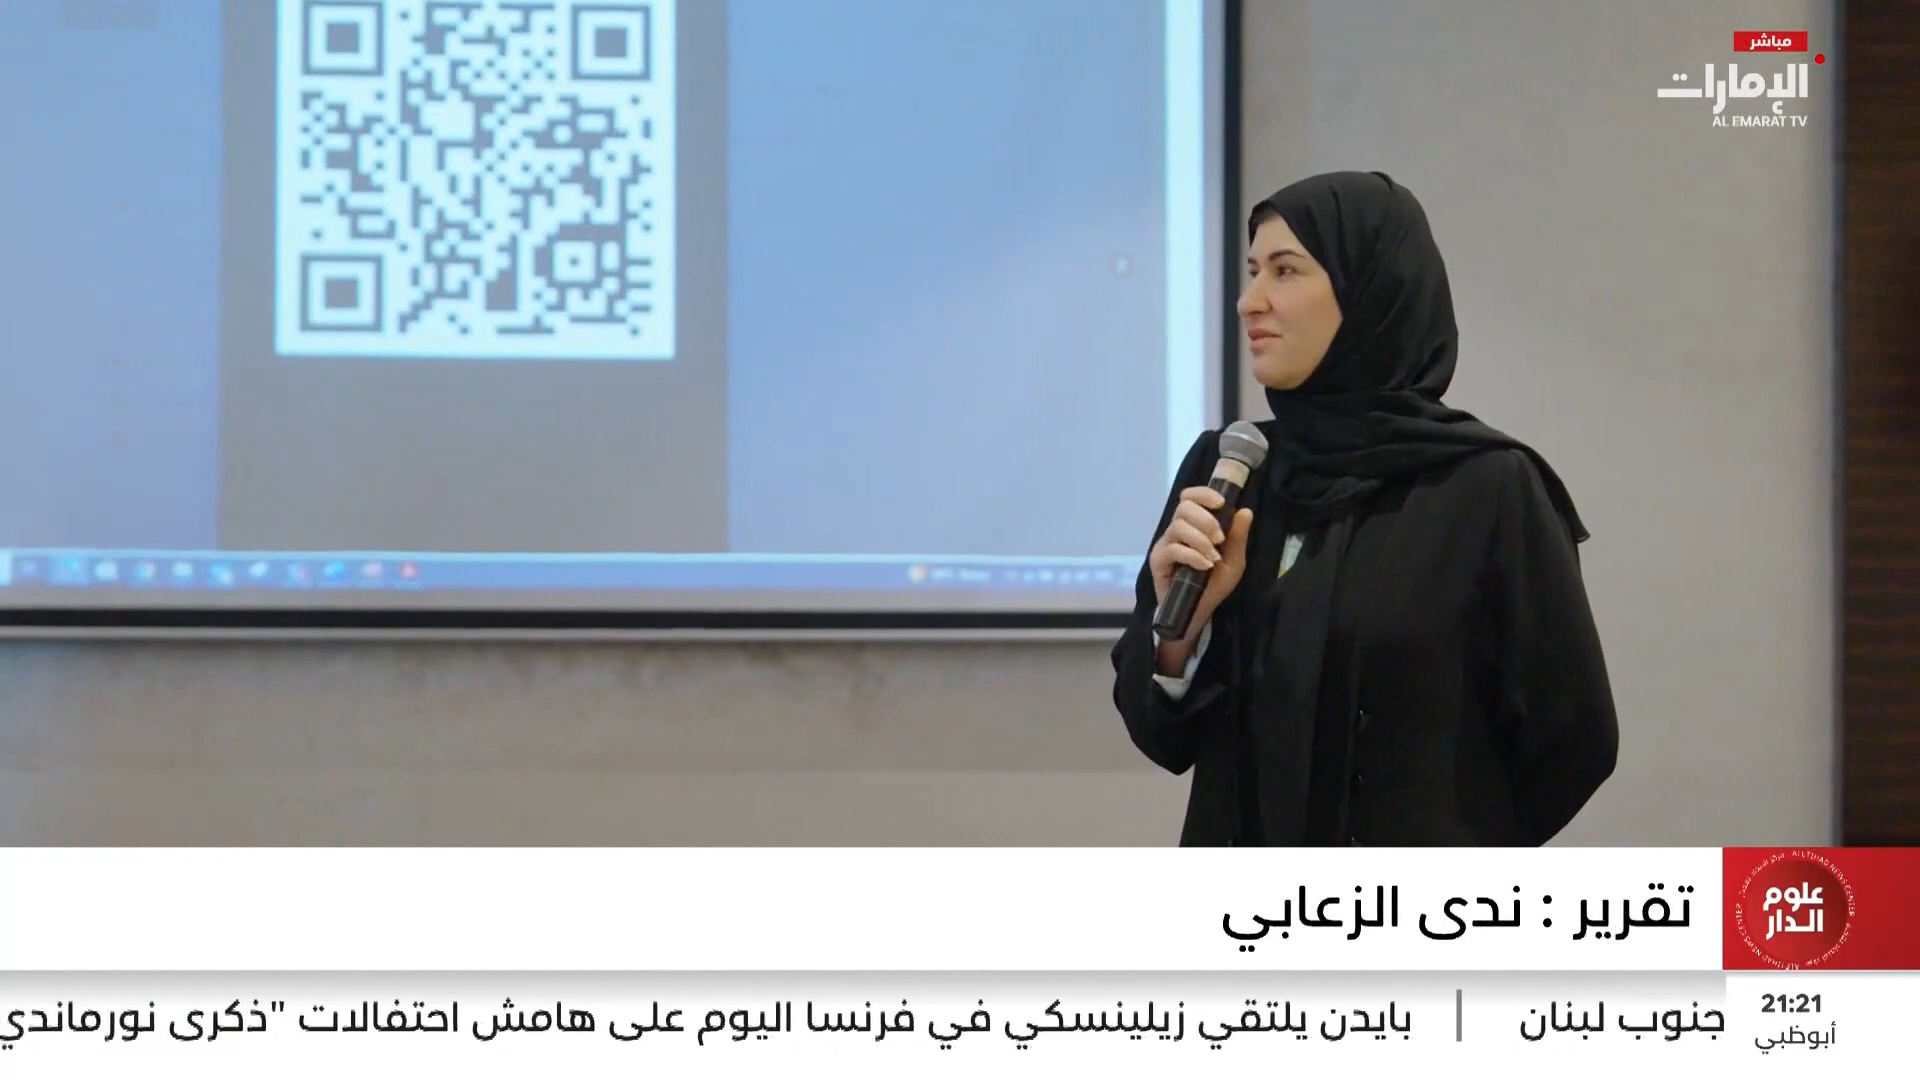 مباشر
الإمارات
AL EMARAT TV
تقرير : ندى الزعابي
علوم
الدار
جنوب لبنان | بايدن يلتقي زيلينسكي في فرنسا اليوم على هامش احتفالات "ذكرى نورماندي
21:21
أبوظبي